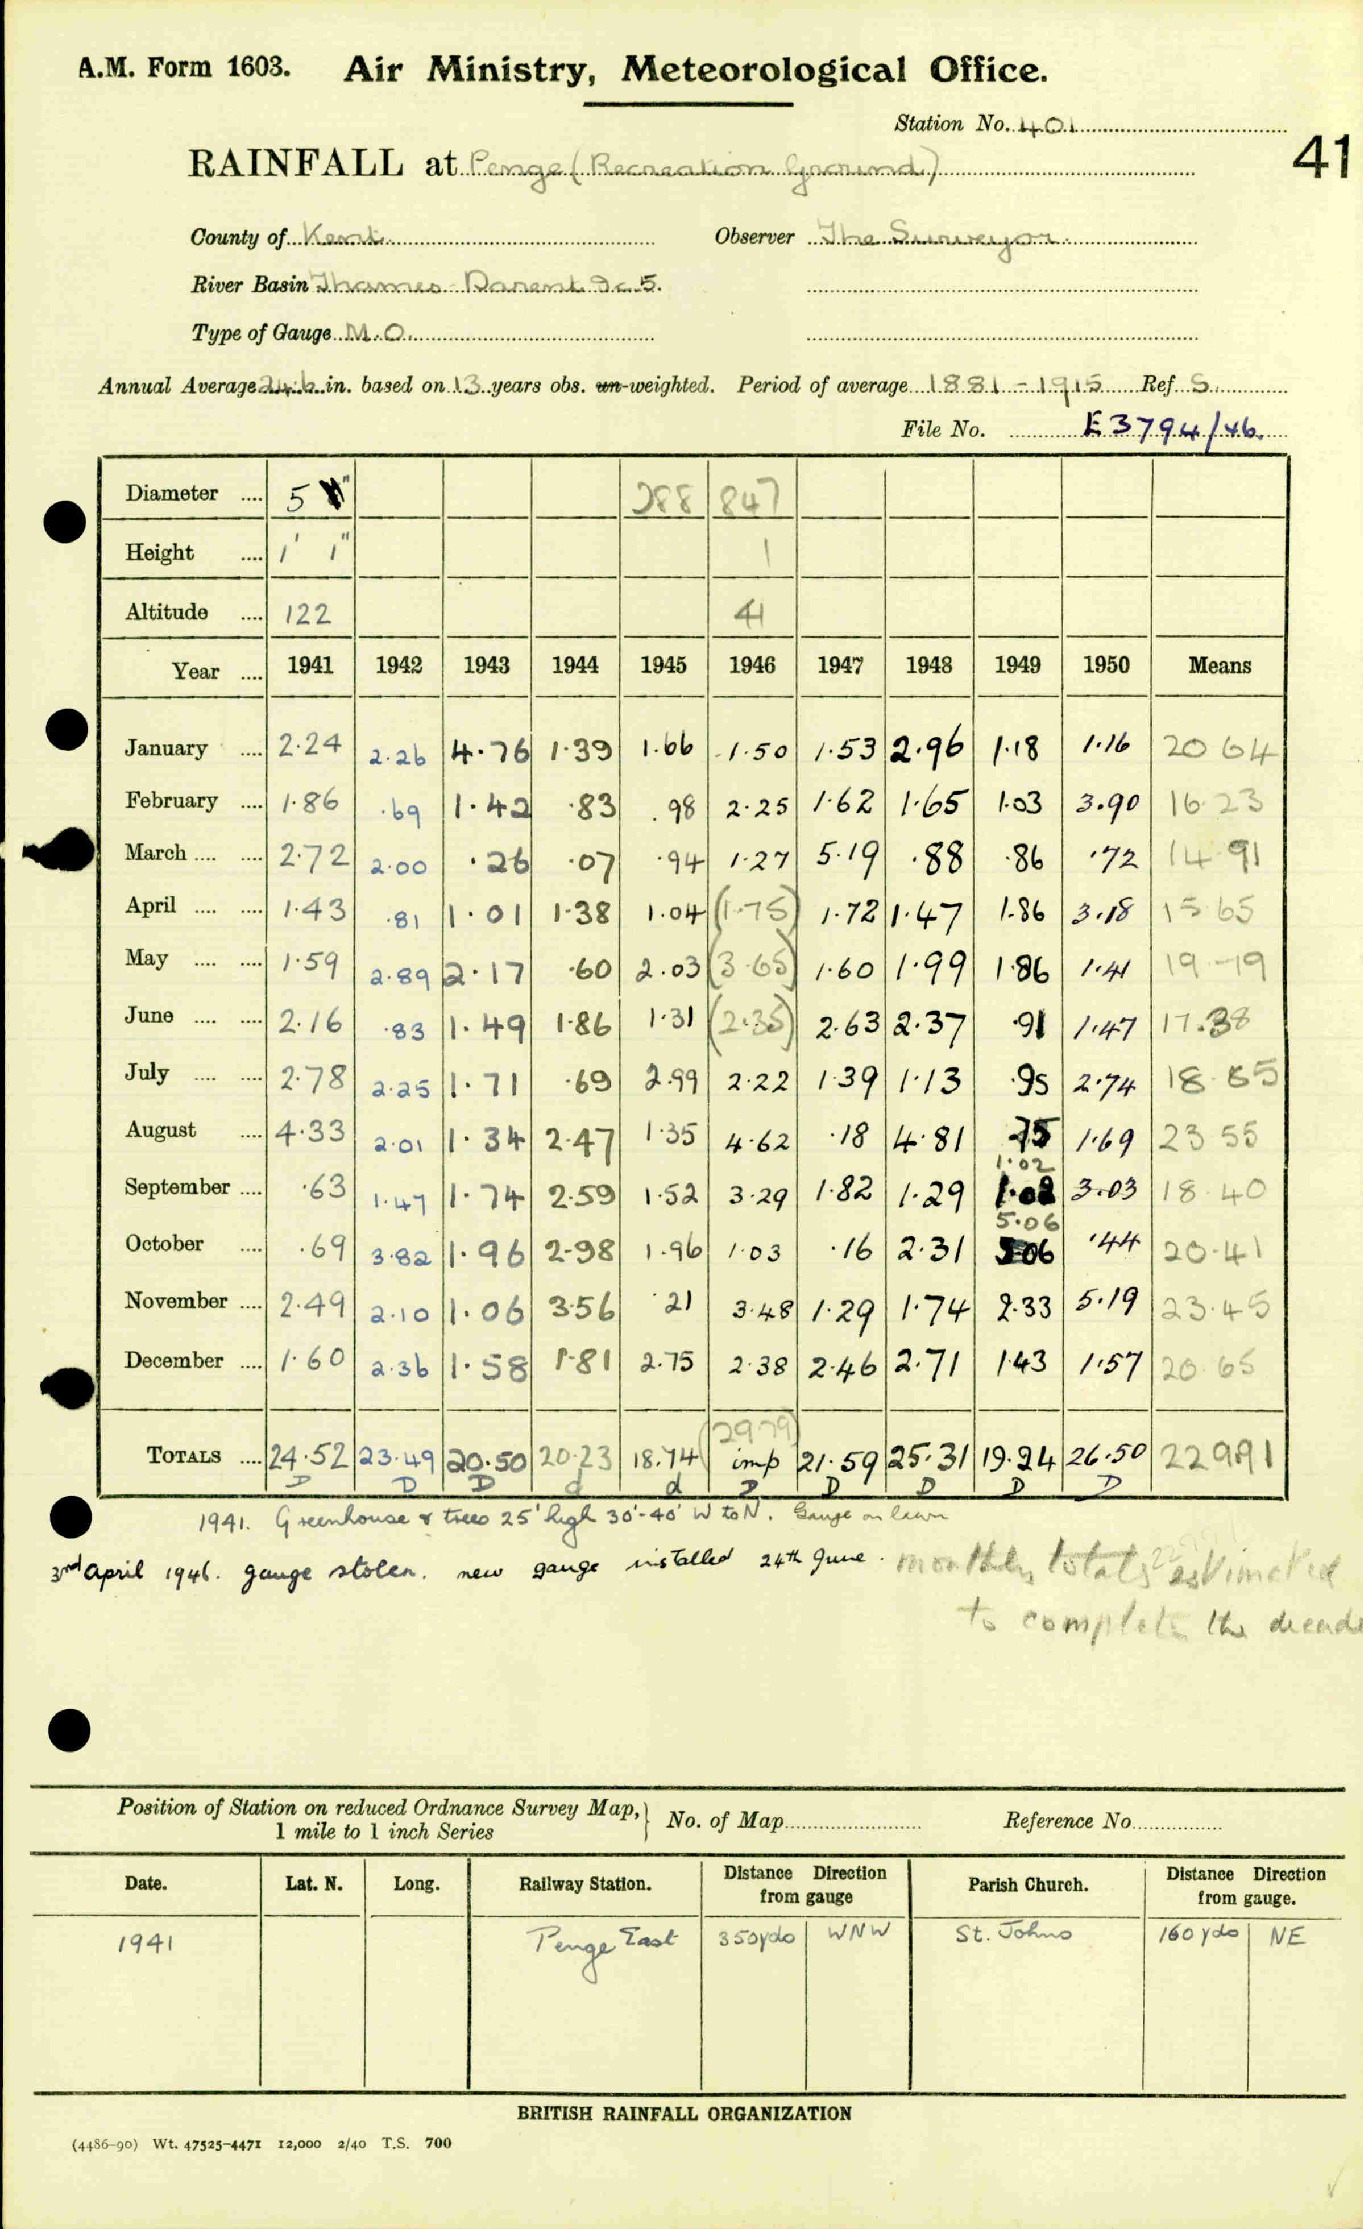 A.M. Form 1603. Air Ministry, Meteorological Office.
Station No. 401
41
RAINFALL at Penge (Recreation Ground)
County of Kent Observer The Surveyor.
River Basin Thames - Darent 9c.5.
Type of Gauge M.O.
Annual Average 24.6 in. based on 13 years obs. un-weighted. Period of average 1881 - 1915 Ref. S.
File No. E3794/46.
Diameter .... 5" 288 847
Height .... 1' 1" 1
Altitude .... 122 41
Year .... 1941 1942 1943 1944 1945 1946 1947 1948 1949 1950 Means
January .... 2.24 2.26 4.76 1.39 1.66 1.50 1.53 2.96 1.18 1.16 20 64
February .... 1.86 .69 1.42 .83 .98 2.25 1.62 1.65 1.03 3.90 16.23
March .... .... 2.72 2.00 .26 .07 .94 1.27 5.19 .88 .86 .72 14.91
April .... .... 1.43 .81 1.01 1.38 1.04 (1.75) 1.72 1.47 1.86 3.18 15 65
May .... .... 1.59 2.89 2.17 .60 2.03 (3.65) 1.60 1.99 1.86 1.41 19.79
June .... .... 2.16 .83 1.49 1.86 1.31 (2.35) 2.63 2.37 .91 1.47 17.38
July .... .... 2.78 2.25 1.71 .69 2.99 2.22 1.39 1.13 .95 2.74 18.85
August .... 4.33 2.01 1.34 2.47 1.35 4.62 .18 4.81 .75 1.69 23 55
1.02
September .... .63 1.47 1.74 2.59 1.52 3.29 1.82 1.29 1.02 3.03 18.40
5.06
October .... .69 3.82 1.96 2.98 1.96 1.03 .16 2.31 5.06 .44 20.41
November .... 2.49 2.10 1.06 3.56 .21 3.48 1.29 1.74 2.33 5.19 23.45
December .... 1.60 2.36 1.58 1.81 2.75 2.38 2.46 2.71 1.43 1.57 20.65
(29.79)
TOTALS .... 24.52 23.49 20.50 20.23 18.74 imp 21.59 25.31 19.24 26.50 229.91
D D D d d D D D D D
1941. Greenhouse & trees 25' high 30'-40' W to N. Gauge on lawn
3rd April 1946. gauge stolen. new gauge installed 24th June. monthly totals estimated
to complete the decade
Position of Station on reduced Ordnance Survey Map,
1 mile to 1 inch Series
No. of Map Reference No.
Date. Lat. N. Long. Railway Station. Distance Direction from gauge Parish Church. Distance Direction from gauge.
1941 Penge East 350yds WNW St. Johns 160 yds NE
BRITISH RAINFALL ORGANIZATION
(4486-90) Wt. 47525-4471 12,000 2/40 T.S. 700